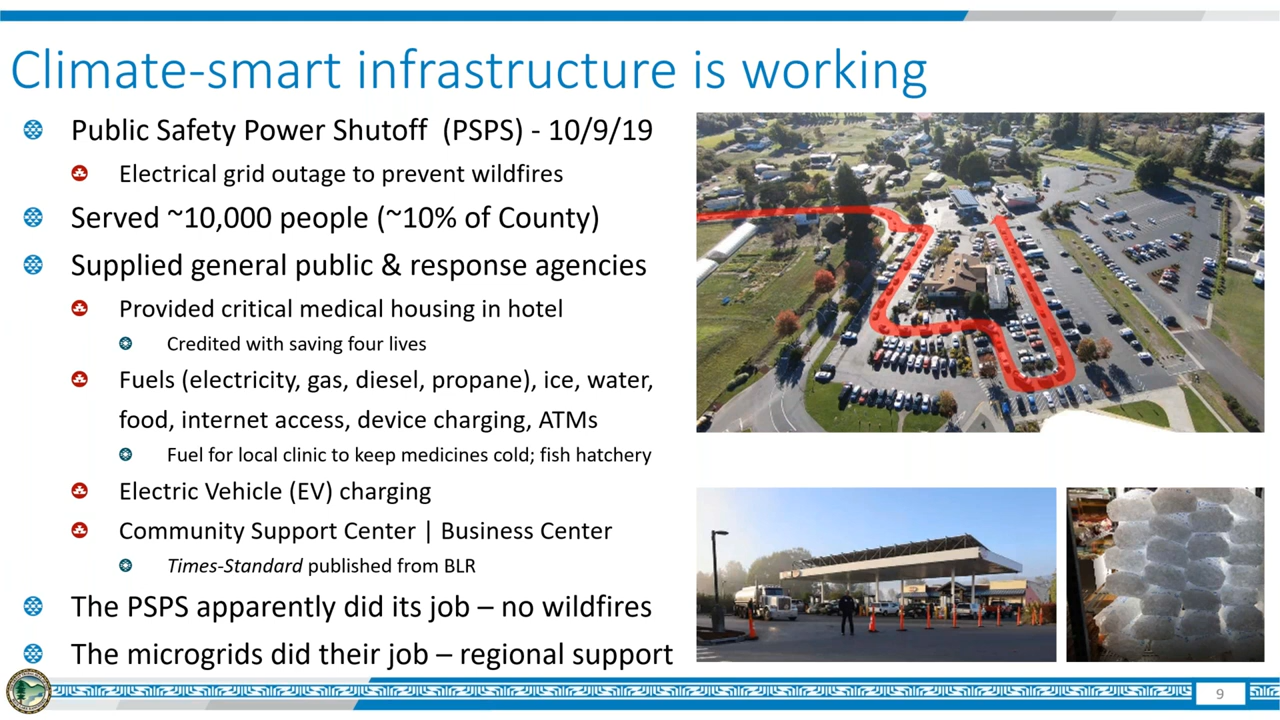 Climate-smart infrastructure is working
Public Safety Power Shutoff (PSPS) - 10/9/19
Electrical grid outage to prevent wildfires
Served ~10,000 people (~10% of County)
Supplied general public & response agencies
Provided critical medical housing in hotel
Credited with saving four lives
Fuels (electricity, gas, diesel, propane), ice, water,
food, internet access, device charging, ATMs
Fuel for local clinic to keep medicines cold; fish hatchery
Electric Vehicle (EV) charging
Community Support Center | Business Center
Times-Standard published from BLR
The PSPS apparently did its job – no wildfires
The microgrids did their job – regional support
9